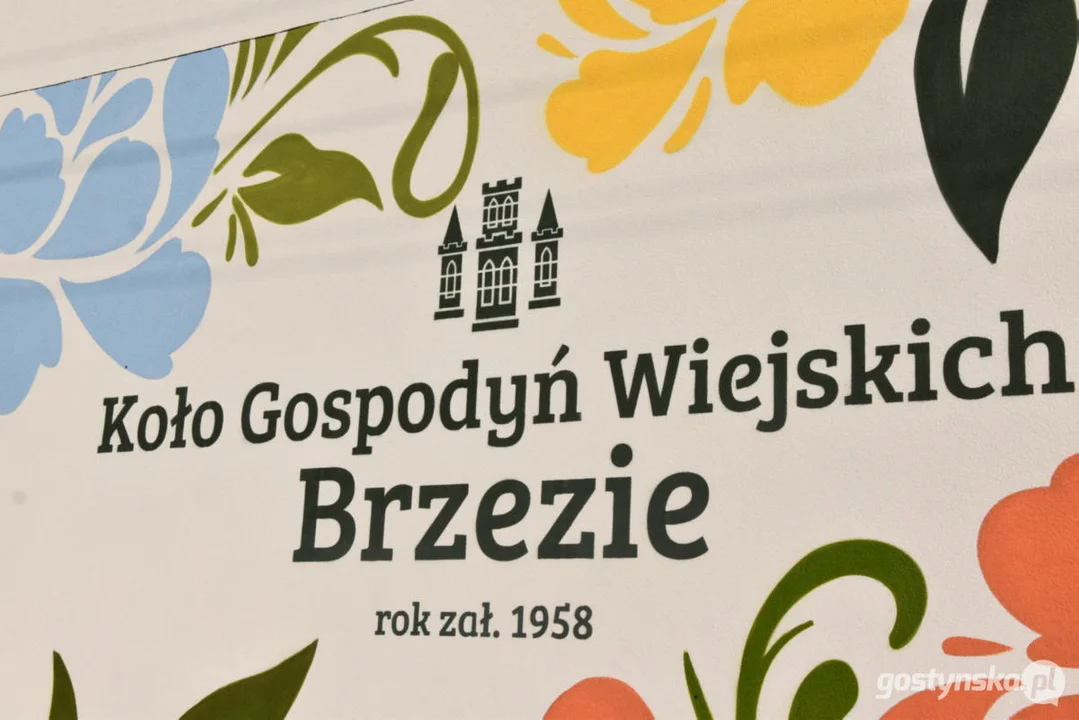 Koło Gospodyń Wiejskich
Brzezie
rok zał. 1958
gostynska.pl